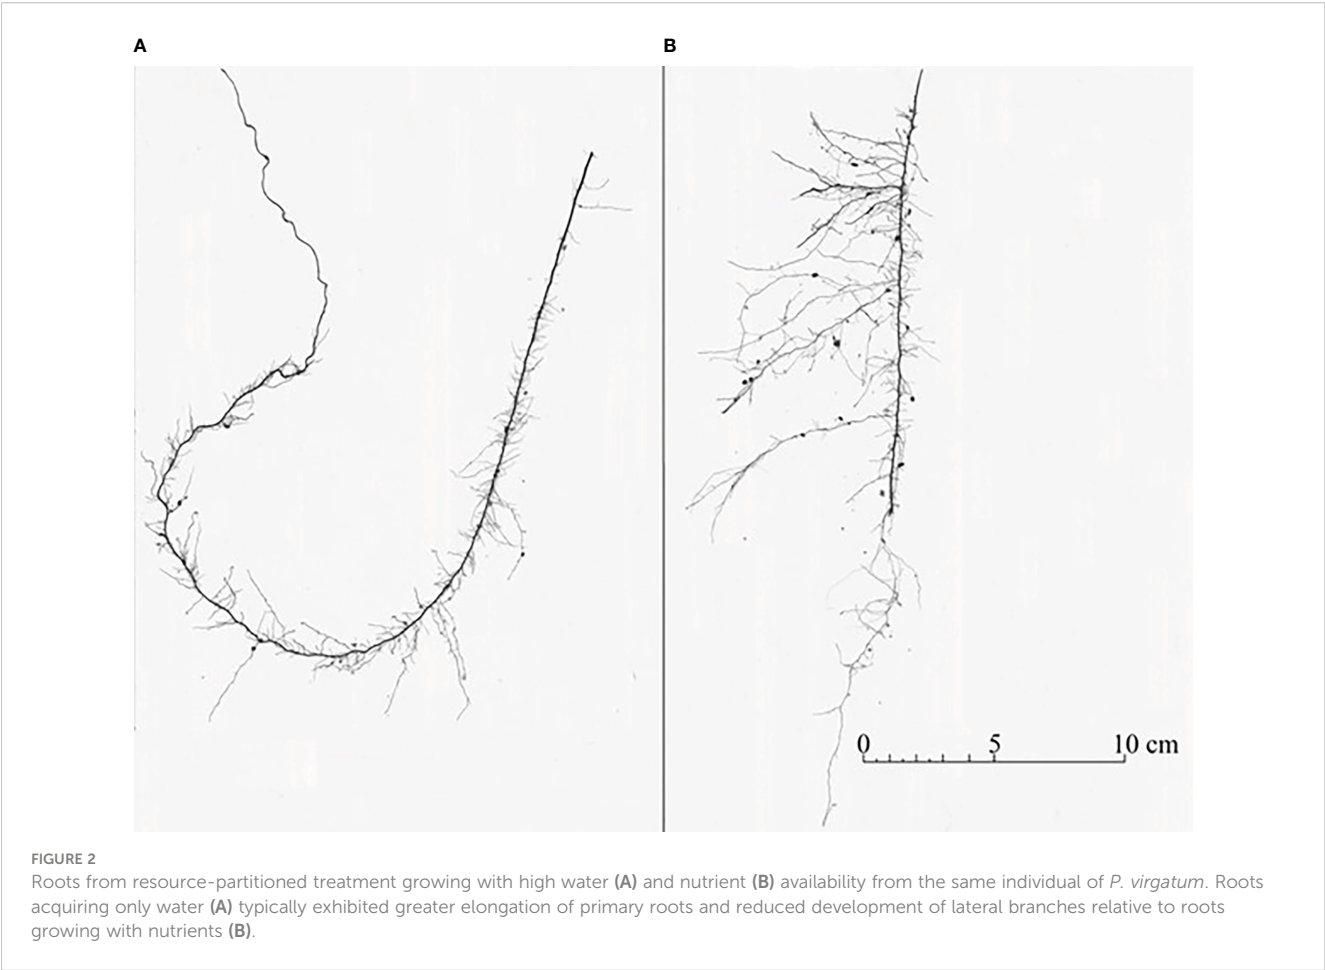 A B
0 5 10 cm
FIGURE 2
Roots from resource-partitioned treatment growing with high water (A) and nutrient (B) availability from the same individual of P. virgatum. Roots
acquiring only water (A) typically exhibited greater elongation of primary roots and reduced development of lateral branches relative to roots
growing with nutrients (B).